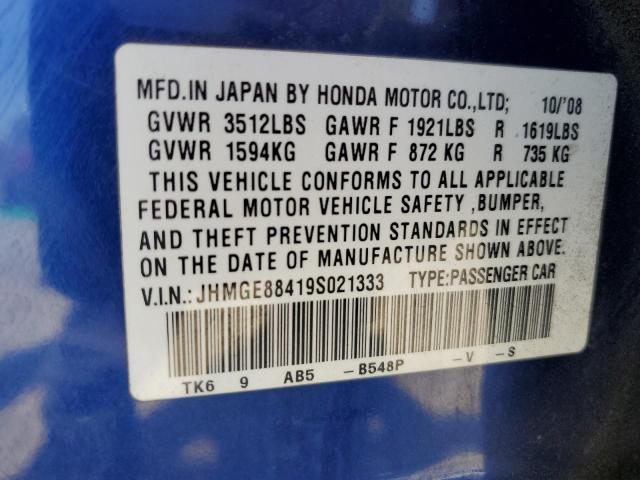 MFD.IN JAPAN BY HONDA MOTOR CO.,LTD; 10/'08
GVWR 3512LBS GAWR F 1921LBS R 1619LBS
GVWR 1594KG GAWR F 872 KG R 735 KG
THIS VEHICLE CONFORMS TO ALL APPLICABLE
FEDERAL MOTOR VEHICLE SAFETY ,BUMPER,
AND THEFT PREVENTION STANDARDS IN EFFECT
ON THE DATE OF MANUFACTURE SHOWN ABOVE.
V.I.N.: JHMGE88419S021333 TYPE:PASSENGER CAR
TK6 9 AB5 -B548P -V -S